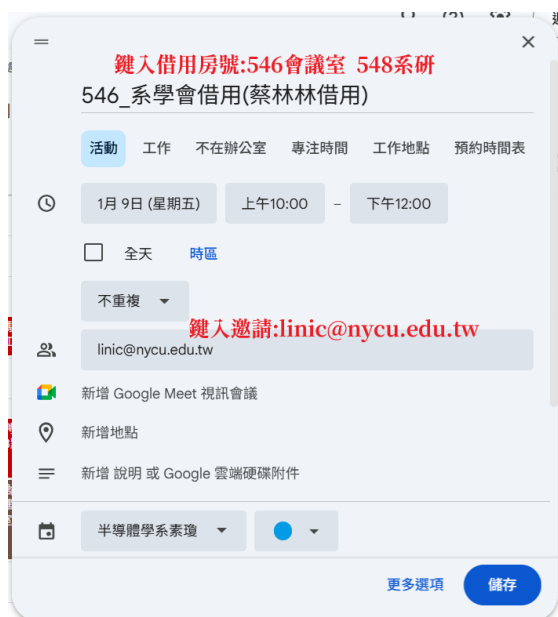 鍵入借用房號:546會議室 548系研
546_系學會借用(蔡林林借用)
活動 工作 不在辦公室 專注時間 工作地點 預約時間表
1月 9日 (星期五) 上午10:00 – 下午12:00
全天 時區
不重複
鍵入邀請:linic@nycu.edu.tw
linic@nycu.edu.tw
新增 Google Meet 視訊會議
新增地點
新增 說明 或 Google 雲端硬碟附件
半導體學系素瓊
更多選項 儲存